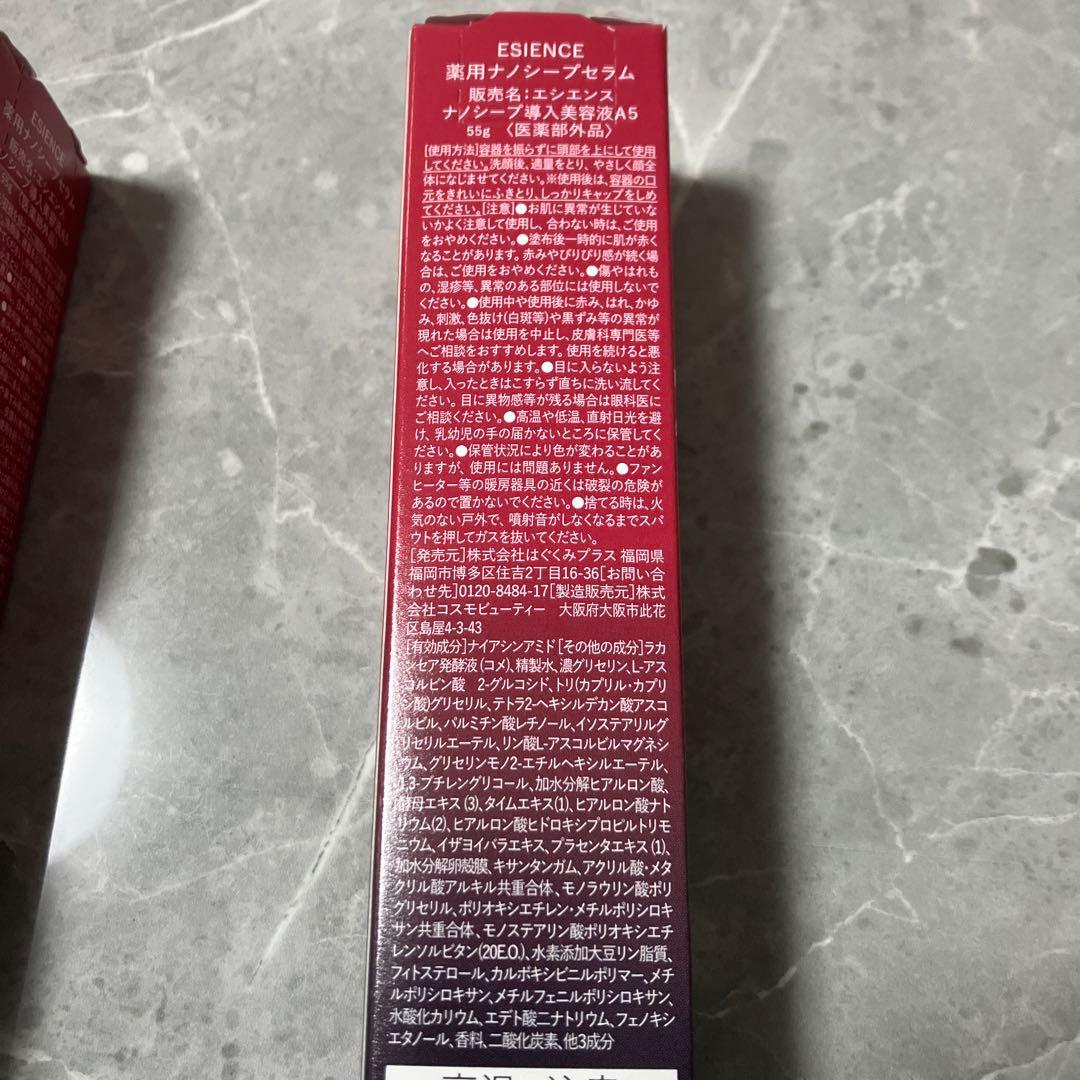 ESIENCE
薬用ナノシープセラム
販売名：エシエンス
ナノシープ導入美容液A5
55g 〈医薬部外品〉
[使用方法]容器を振らずに頭部を上にして使用
してください。洗顔後、適量をとり、やさしく顔全
体になじませてください。※使用後は、容器の口
元をきれいにふきとり、しっかりキャップをしめ
てください。[注意]●お肌に異常が生じていな
いかよく注意して使用し、合わない時は、ご使用
をおやめください。●塗布後一時的に肌が赤く
なることがあります。赤みやぴりぴり感が続く場
合は、ご使用をおやめください。●傷やはれも
の、湿疹等、異常のある部位には使用しないで
ください。●使用中や使用後に赤み、はれ、かゆ
み、刺激、色抜け(白斑等)や黒ずみ等の異常が
現れた場合は使用を中止し、皮膚科専門医等
へご相談をおすすめします。使用を続けると悪
化する場合があります。●目に入らないよう注
意し、入ったときはこすらず直ちに洗い流してく
ださい。目に異物感等が残る場合は眼科医に
ご相談ください。●高温や低温、直射日光を避
け、乳幼児の手の届かないところに保管してく
ださい。●保管状況により色が変わることがあ
りますが、使用には問題ありません。●ファン
ヒーター等の暖房器具の近くは破裂の危険が
あるので置かないでください。●捨てる時は、火
気のない戸外で、噴射音がしなくなるまでスパ
ウトを押してガスを抜いてください。
[発売元]株式会社はぐくみプラス 福岡県
福岡市博多区住吉2丁目16-36[お問い合
わせ先]0120-8484-17[製造販売元]株式
会社コスモビューティー 大阪府大阪市此花
区島屋4-3-43
[有効成分]ナイアシンアミド[その他の成分]ラカ
ンセア発酵液(コメ)、精製水、濃グリセリン、L-アス
コルビン酸 2-グルコシド、トリ(カプリル・カプリ
ン酸)グリセリル、テトラ2-ヘキシルデカン酸アスコ
ルビル、パルミチン酸レチノール、イソステアリルグ
リセリルエーテル、リン酸L-アスコルビルマグネシ
ウム、グリセリンモノ2-エチルヘキシルエーテル、
1,3-ブチレングリコール、加水分解ヒアルロン酸、
酵母エキス(3)、タイムエキス(1)、ヒアルロン酸ナト
リウム(2)、ヒアルロン酸ヒドロキシプロピルトリモ
ニウム、イザヨイバラエキス、プラセンタエキス(1)、
加水分解卵殻膜、キサンタンガム、アクリル酸・メタ
クリル酸アルキル共重合体、モノラウリン酸ポリ
グリセリル、ポリオキシエチレン・メチルポリシロキ
サン共重合体、モノステアリン酸ポリオキシエチ
レンソルビタン(20E.O.)、水素添加大豆リン脂質、
フィトステロール、カルボキシビニルポリマー、メチ
ルポリシロキサン、メチルフェニルポリシロキサン、
水酸化カリウム、エデト酸二ナトリウム、フェノキシ
エタノール、香料、二酸化炭素、他3成分